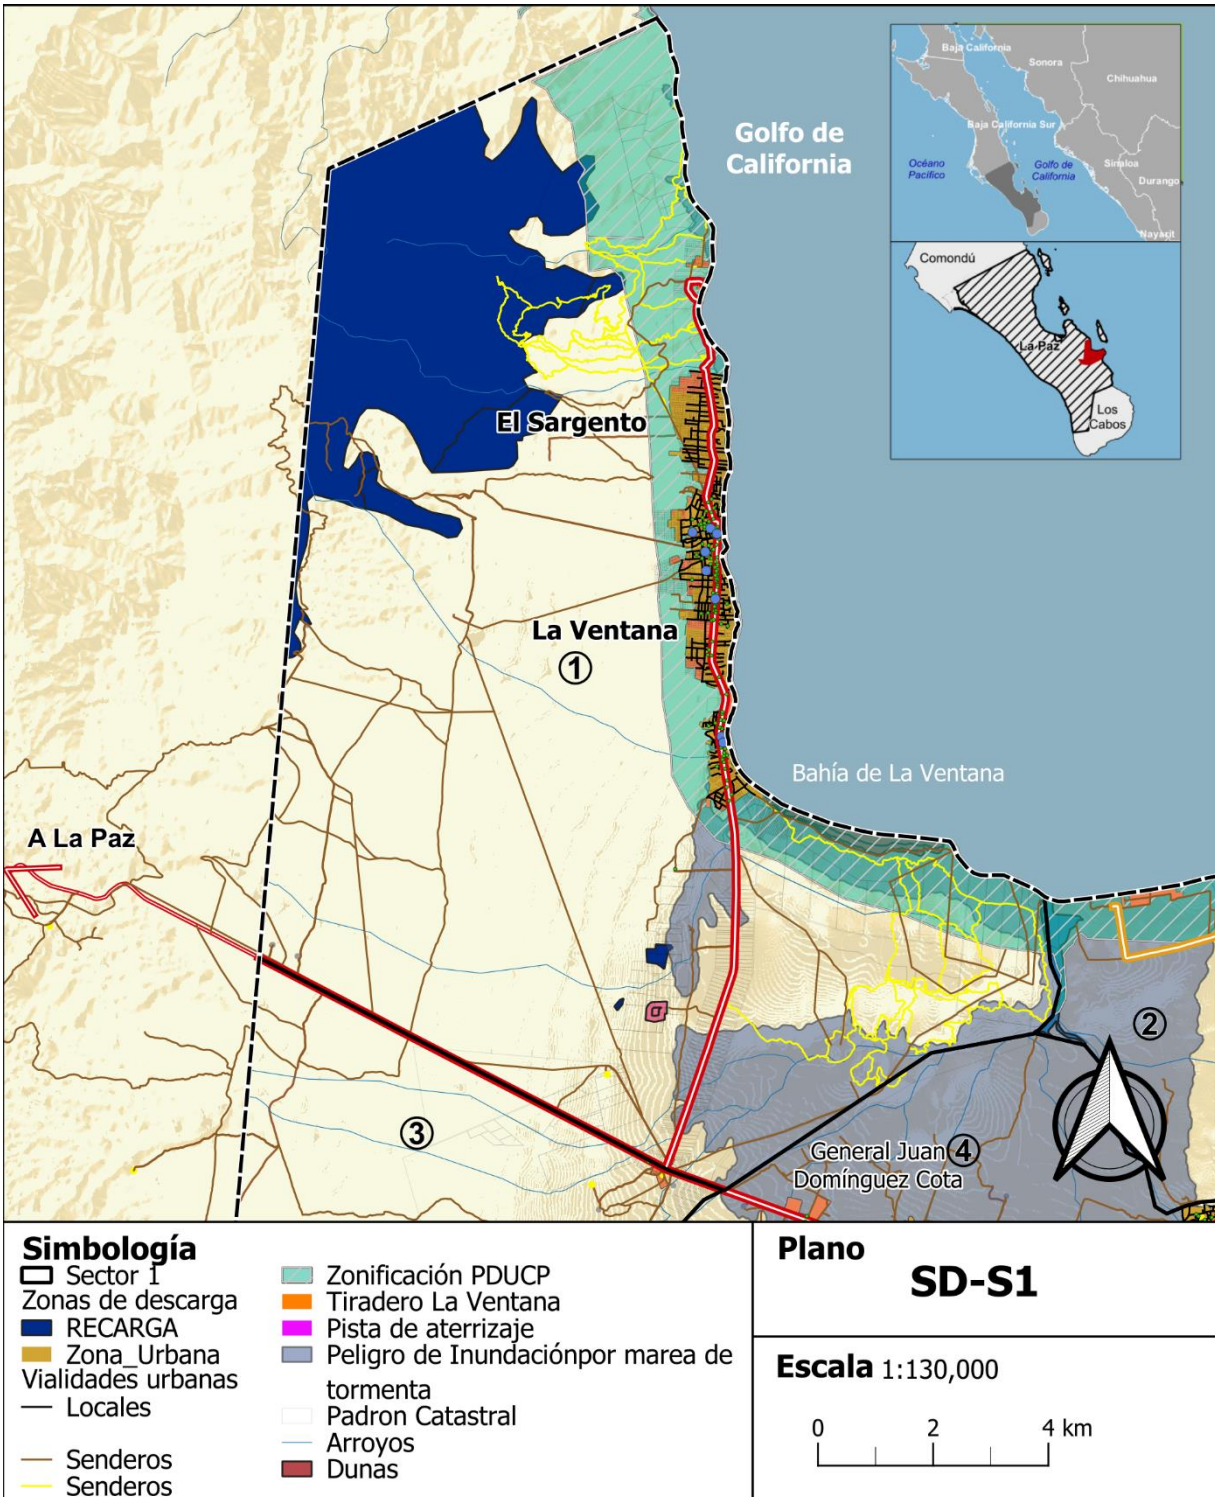 Baja California
Sonora
Chihuahua
Baja California Sur
Océano
Pacífico
Golfo de
California
Sinaloa
Durango
Nayarit
Comondú
La Paz
Los
Cabos
Golfo de
California
El Sargento
La Ventana
1
Bahía de La Ventana
A La Paz
2
3
General Juan
Domínguez Cota
4
Simbología
Sector 1
Zonas de descarga
RECARGA
Zona_Urbana
Vialidades urbanas
Locales
Senderos
Senderos
Zonificación PDUCP
Tiradero La Ventana
Pista de aterrizaje
Peligro de Inundaciónpor marea de
tormenta
Padron Catastral
Arroyos
Dunas
Plano
SD-S1
Escala 1:130,000
0 2 4 km